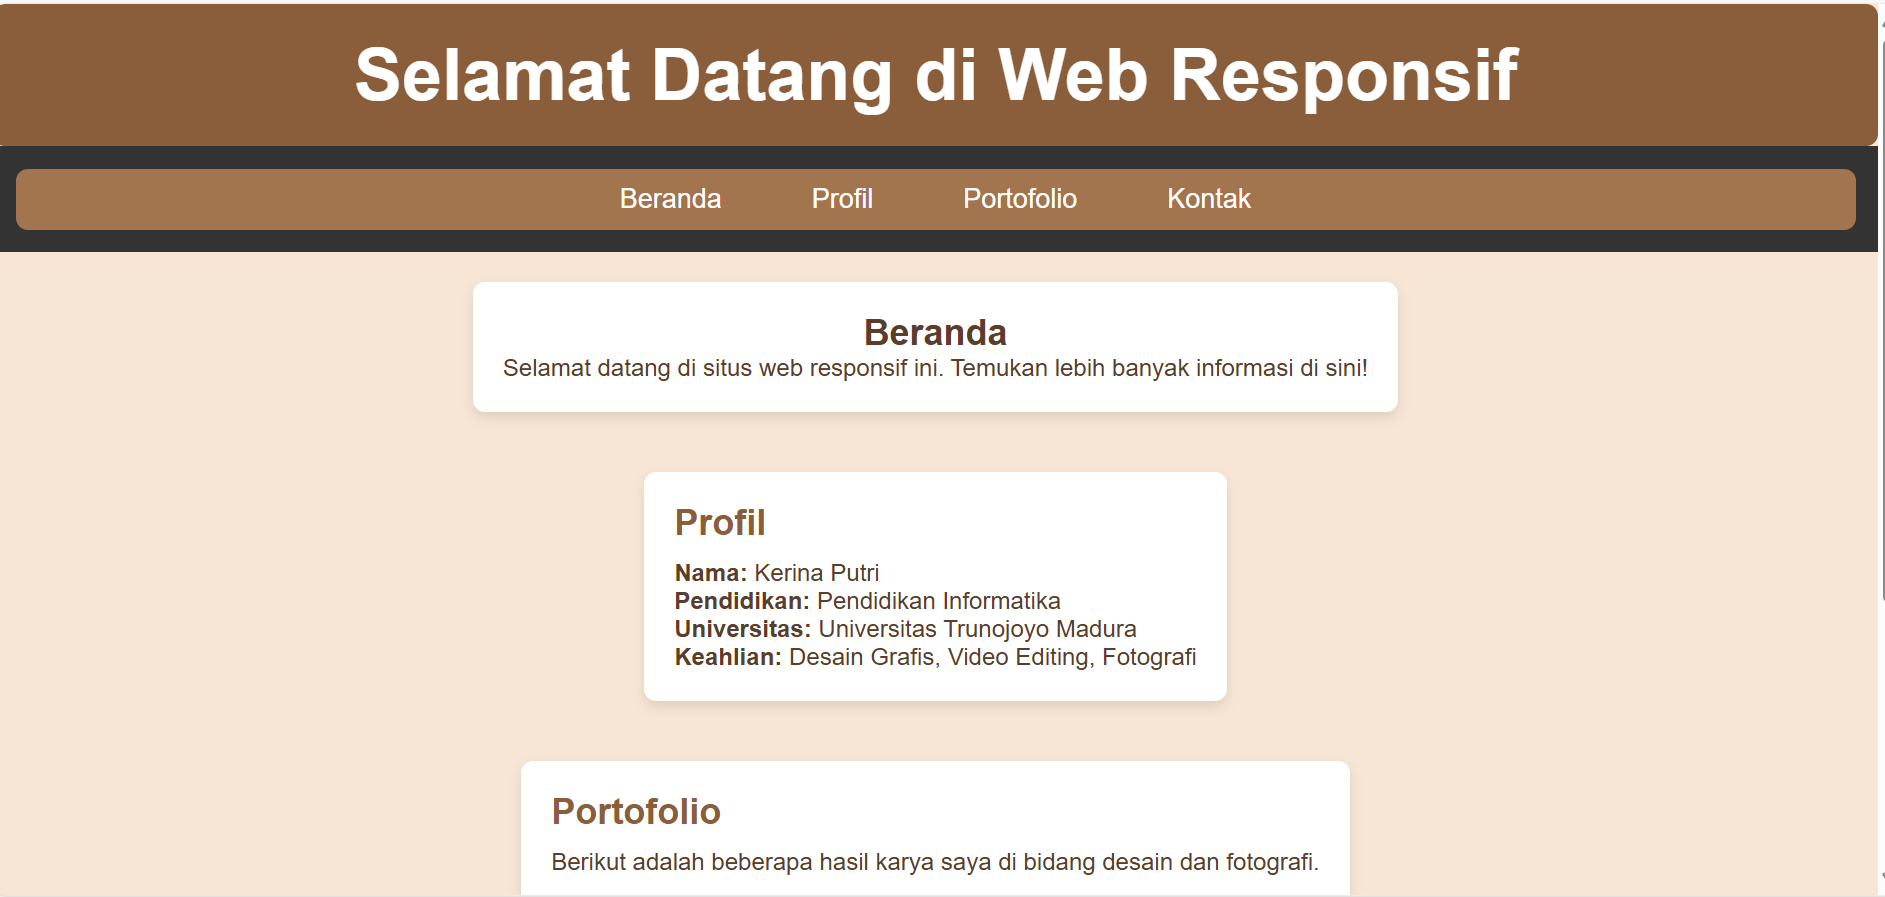 Selamat Datang di Web Responsif
Beranda Profil Portofolio Kontak
Beranda
Selamat datang di situs web responsif ini. Temukan lebih banyak informasi di sini!
Profil
Nama: Kerina Putri
Pendidikan: Pendidikan Informatika
Universitas: Universitas Trunojoyo Madura
Keahlian: Desain Grafis, Video Editing, Fotografi
Portofolio
Berikut adalah beberapa hasil karya saya di bidang desain dan fotografi.